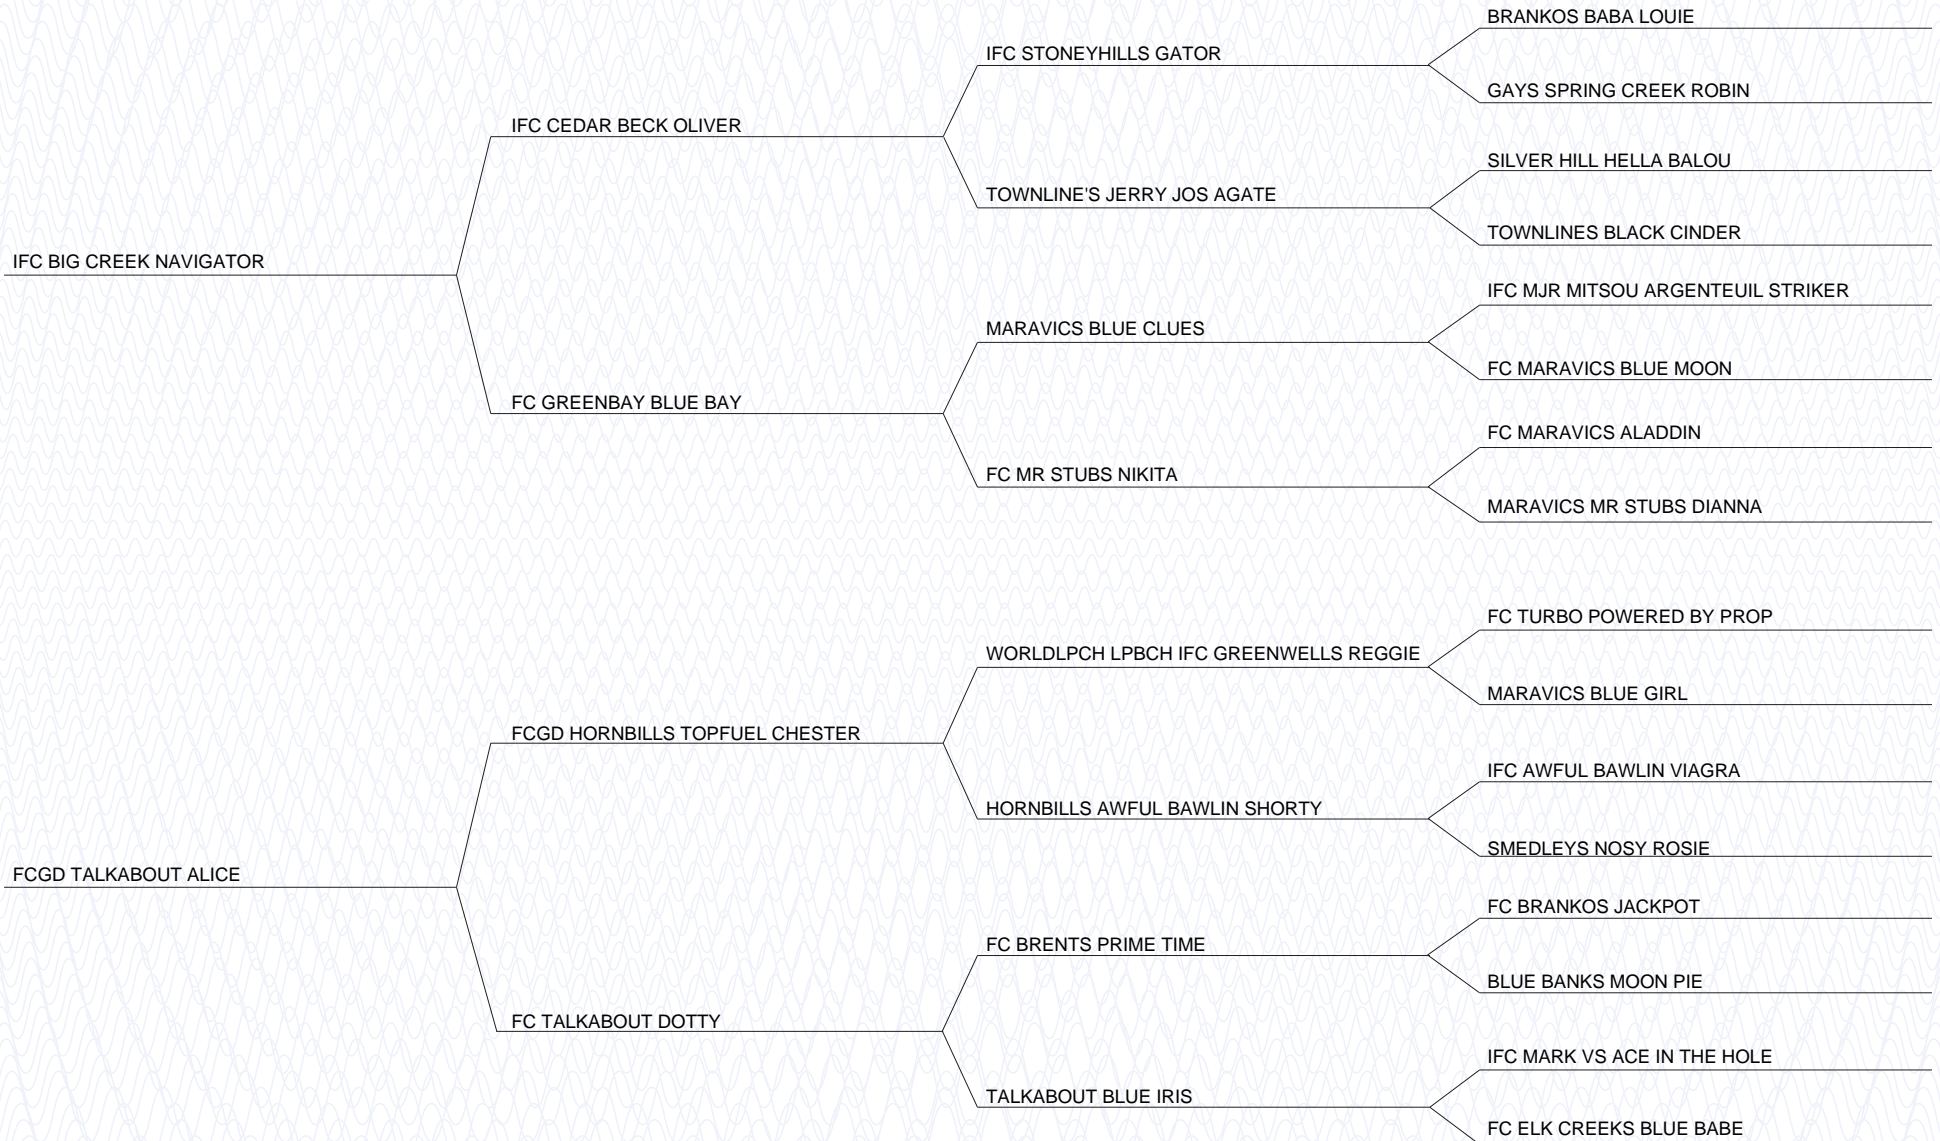 BRANKOS BABA LOUIE
IFC STONEYHILLS GATOR
GAYS SPRING CREEK ROBIN
IFC CEDAR BECK OLIVER
SILVER HILL HELLA BALOU
TOWNLINE'S JERRY JOS AGATE
TOWNLINES BLACK CINDER
IFC BIG CREEK NAVIGATOR
IFC MJR MITSOU ARGENTEUIL STRIKER
MARAVICS BLUE CLUES
FC MARAVICS BLUE MOON
FC GREENBAY BLUE BAY
FC MARAVICS ALADDIN
FC MR STUBS NIKITA
MARAVICS MR STUBS DIANNA
FC TURBO POWERED BY PROP
WORLDLPCH LPBCH IFC GREENWELLS REGGIE
MARAVICS BLUE GIRL
FCGD HORNBILLS TOPFUEL CHESTER
IFC AWFUL BAWLIN VIAGRA
HORNBILLS AWFUL BAWLIN SHORTY
SMEDLEYS NOSY ROSIE
FCGD TALKABOUT ALICE
FC BRANKOS JACKPOT
FC BRENTS PRIME TIME
BLUE BANKS MOON PIE
FC TALKABOUT DOTTY
IFC MARK VS ACE IN THE HOLE
TALKABOUT BLUE IRIS
FC ELK CREEKS BLUE BABE